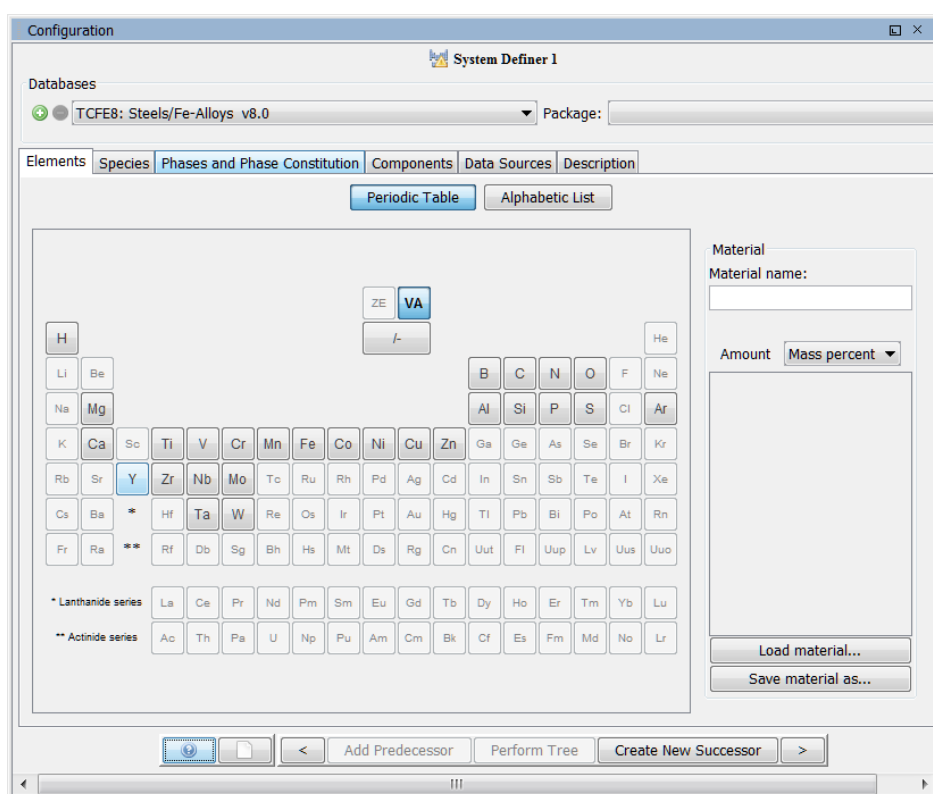 Configuration
System Definer 1
Databases
TCFE8: Steels/Fe-Alloys v8.0 Package:
Elements Species Phases and Phase Constitution Components Data Sources Description
Periodic Table Alphabetic List
Material
Material name:
ZE VA
H /- He
Amount Mass percent
Li Be B C N O F Ne
Na Mg Al Si P S Cl Ar
K Ca Sc Ti V Cr Mn Fe Co Ni Cu Zn Ga Ge As Se Br Kr
Rb Sr Y Zr Nb Mo Tc Ru Rh Pd Ag Cd In Sn Sb Te I Xe
Cs Ba * Hf Ta W Re Os Ir Pt Au Hg Tl Pb Bi Po At Rn
Fr Ra ** Rf Db Sg Bh Hs Mt Ds Rg Cn Uut Fl Uup Lv Uus Uuo
* Lanthanide series La Ce Pr Nd Pm Sm Eu Gd Tb Dy Ho Er Tm Yb Lu
** Actinide series Ac Th Pa U Np Pu Am Cm Bk Cf Es Fm Md No Lr
Load material...
Save material as...
< Add Predecessor Perform Tree Create New Successor >